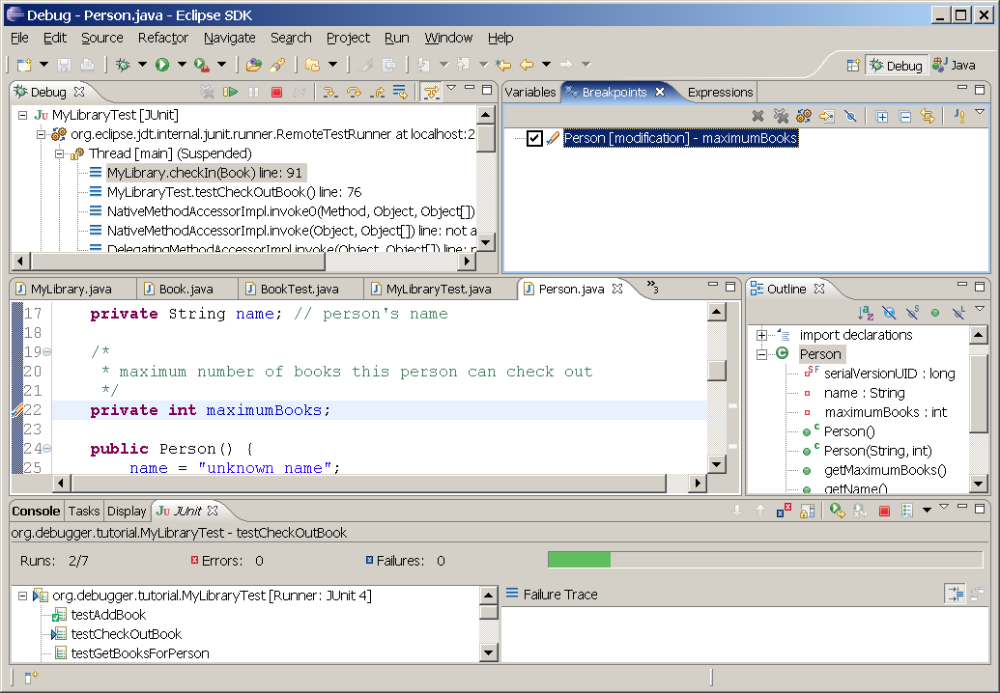 Debug - Person.java - Eclipse SDK
File Edit Source Refactor Navigate Search Project Run Window Help
Debug Java
Debug
MyLibraryTest [JUnit]
org.eclipse.jdt.internal.junit.runner.RemoteTestRunner at localhost:2
Thread [main] (Suspended)
MyLibrary.checkIn(Book) line: 91
MyLibraryTest.testCheckOutBook() line: 76
NativeMethodAccessorImpl.invoke0(Method, Object, Object[])
NativeMethodAccessorImpl.invoke(Object, Object[]) line: not a
DelegatingMethodAccessorImpl.invoke(Object, Object[]) line:
Variables Breakpoints Expressions
Person [modification] - maximumBooks
MyLibrary.java Book.java BookTest.java MyLibraryTest.java Person.java »3
17 private String name; // person's name
18
19 /*
20 * maximum number of books this person can check out
21 */
22 private int maximumBooks;
23
24 public Person() {
25 name = "unknown name";
Outline
import declarations
Person
serialVersionUID : long
name : String
maximumBooks : int
Person()
Person(String, int)
getMaximumBooks()
getName()
Console Tasks Display JUnit
org.debugger.tutorial.MyLibraryTest - testCheckOutBook
Runs: 2/7 Errors: 0 Failures: 0
org.debugger.tutorial.MyLibraryTest [Runner: JUnit 4]
testAddBook
testCheckOutBook
testGetBooksForPerson
Failure Trace